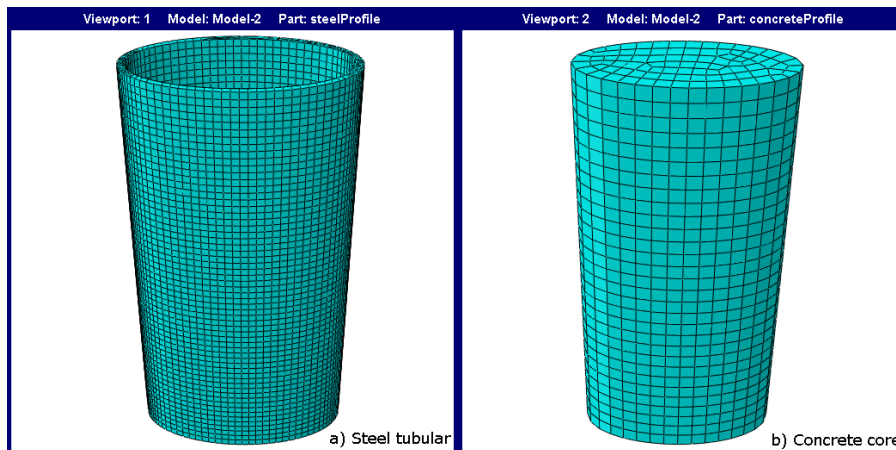 Viewport: 1 Model: Model-2 Part: steelProfile
Viewport: 2 Model: Model-2 Part: concreteProfile
a) Steel tubular
b) Concrete core